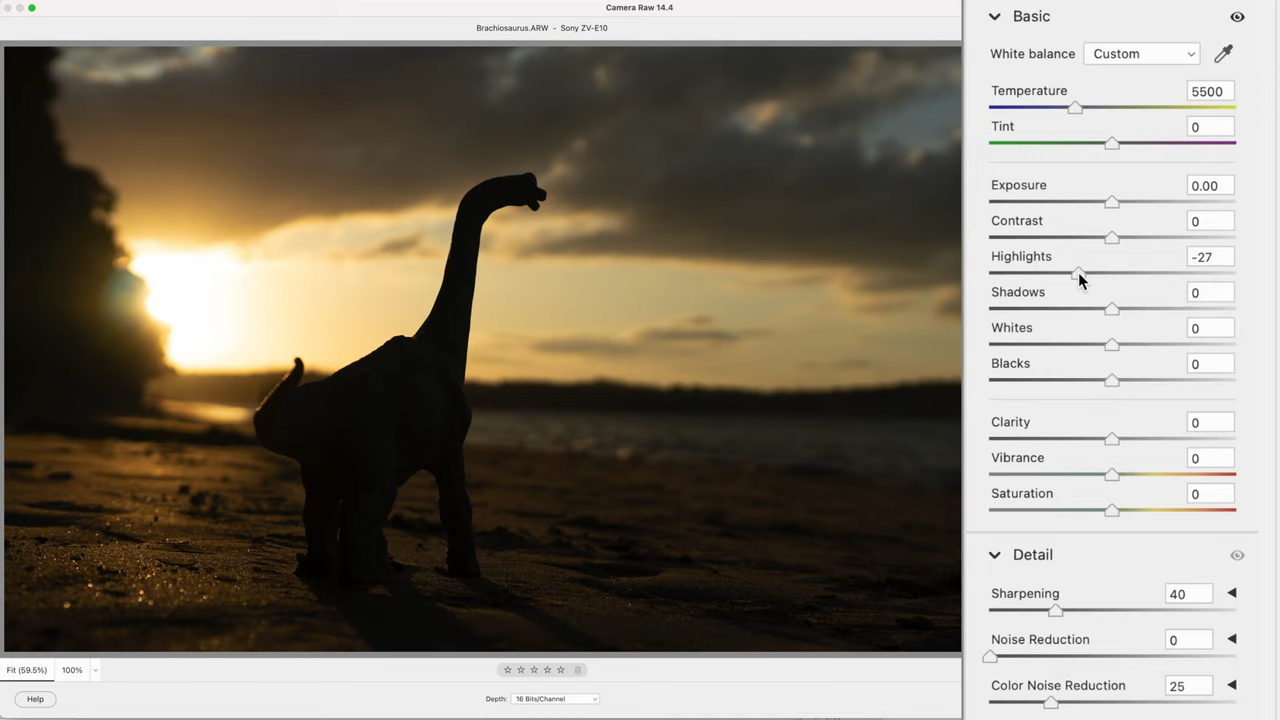 Camera Raw 14.4
Brachiosaurus.ARW - Sony ZV-E10
Basic
White balance Custom
Temperature 5500
Tint 0
Exposure 0.00
Contrast 0
Highlights -27
Shadows 0
Whites 0
Blacks 0
Clarity 0
Vibrance 0
Saturation 0
Detail
Sharpening 40
Noise Reduction 0
Color Noise Reduction 25
Fit (59.5%) 100%
Help
Depth: 16 Bits/Channel